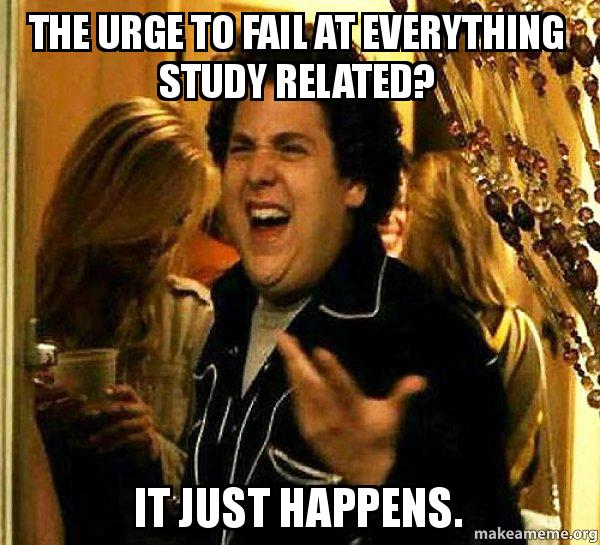 THE URGE TO FAIL AT EVERYTHING
STUDY RELATED?
IT JUST HAPPENS.
makeameme.org